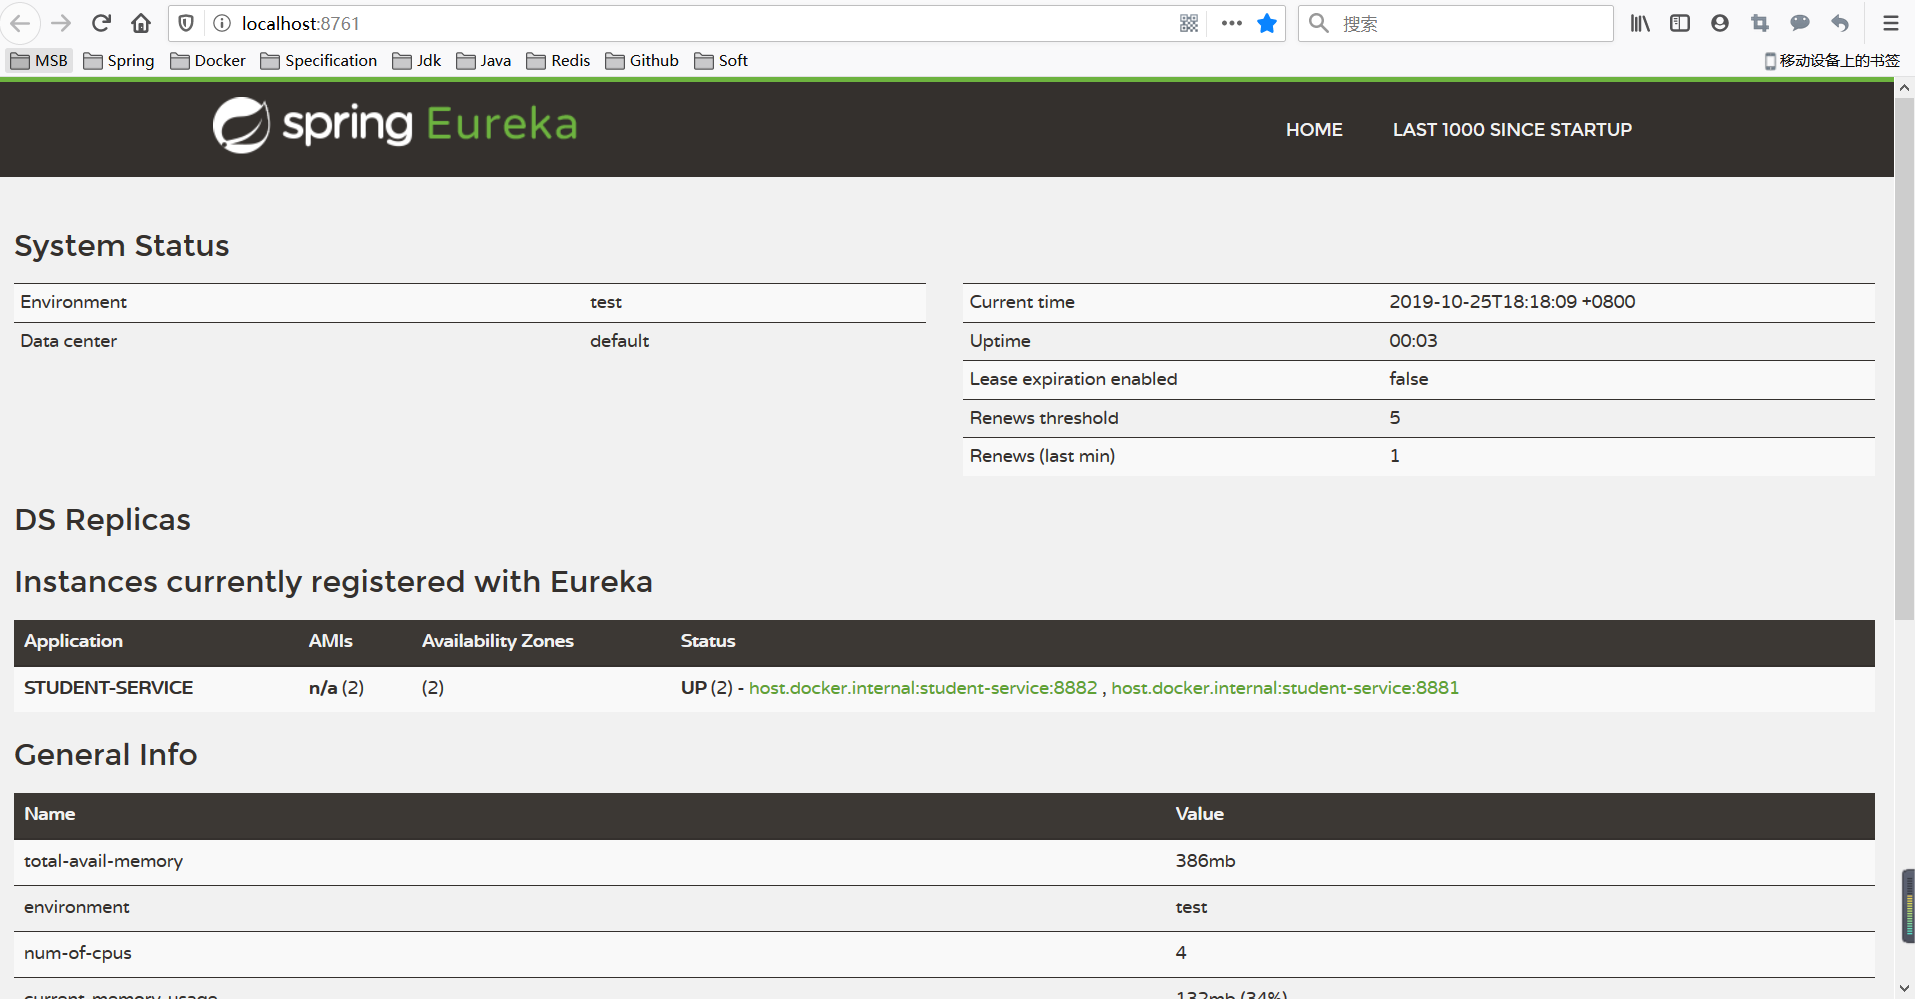 localhost:8761
搜索
MSB Spring Docker Specification Jdk Java Redis Github Soft 移动设备上的书签
spring Eureka HOME LAST 1000 SINCE STARTUP
System Status
Environment test
Data center default
Current time 2019-10-25T18:18:09 +0800
Uptime 00:03
Lease expiration enabled false
Renews threshold 5
Renews (last min) 1
DS Replicas
Instances currently registered with Eureka
Application AMIs Availability Zones Status
STUDENT-SERVICE n/a (2) (2) UP (2) - host.docker.internal:student-service:8882 , host.docker.internal:student-service:8881
General Info
Name Value
total-avail-memory 386mb
environment test
num-of-cpus 4
current-memory-usage 132mb (34%)